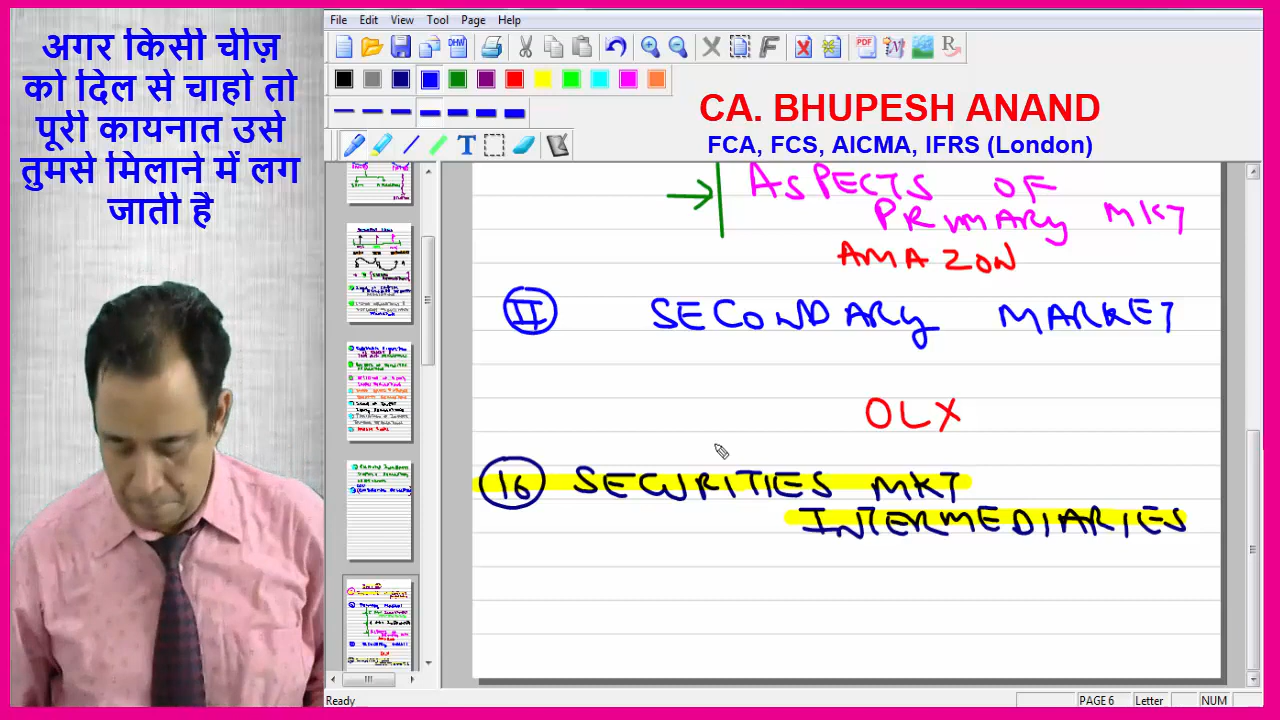 अगर किसी चीज़
को दिल से चाहो तो
पूरी कायनात उसे
तुमसे मिलाने में लग
जाती है
File Edit View Tool Page Help
CA. BHUPESH ANAND
FCA, FCS, AICMA, IFRS (London)
ASPECTS OF
PRIMARY MKT
AMAZON
II SECONDARY MARKET
OLX
16 SECURITIES MKT
INTERMEDIARIES
Ready PAGE 6 Letter NUM